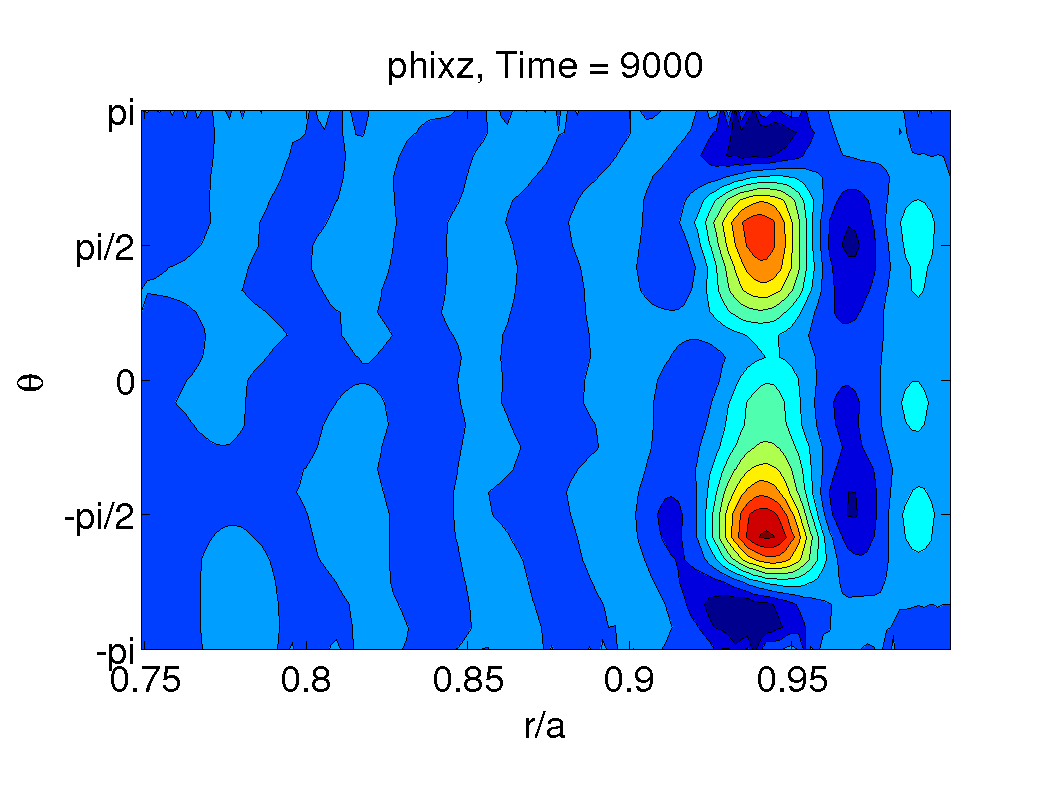 phixz, Time = 9000
pi
pi/2
θ
0
-pi/2
-pi
0.75 0.8 0.85 0.9 0.95
r/a